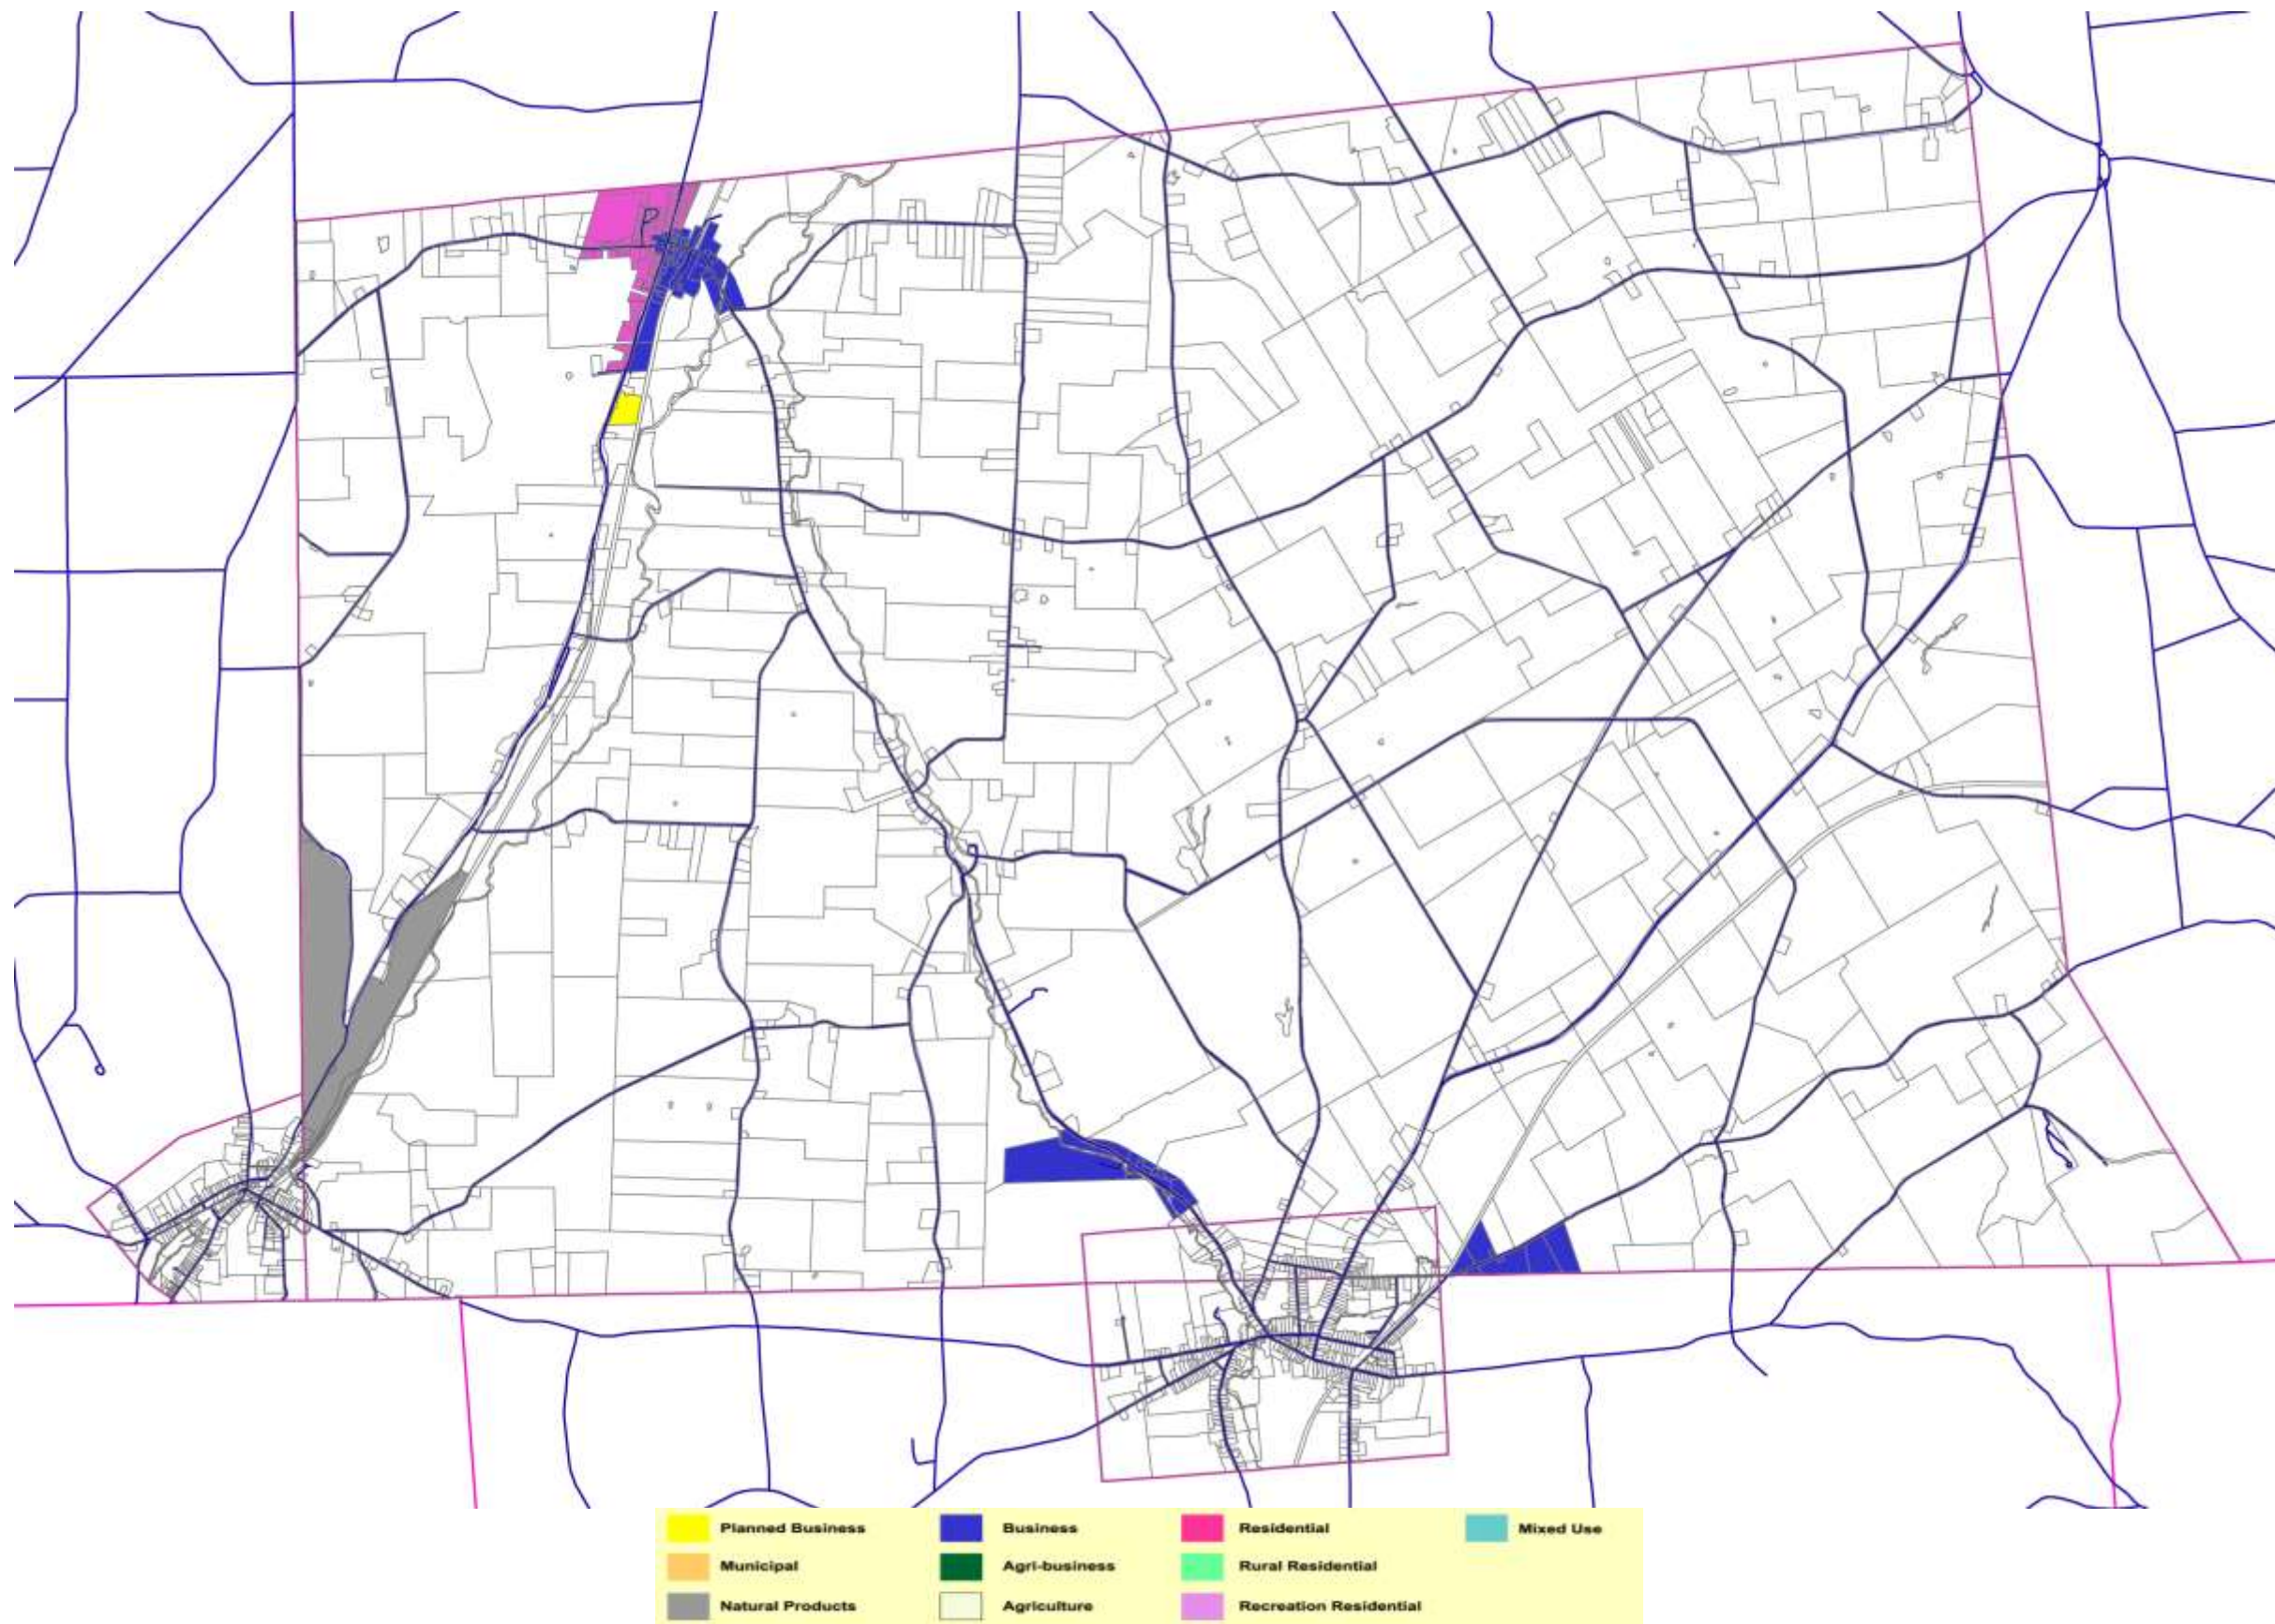 Planned Business
Business
Residential
Mixed Use
Municipal
Agri-business
Rural Residential
Natural Products
Agriculture
Recreation Residential